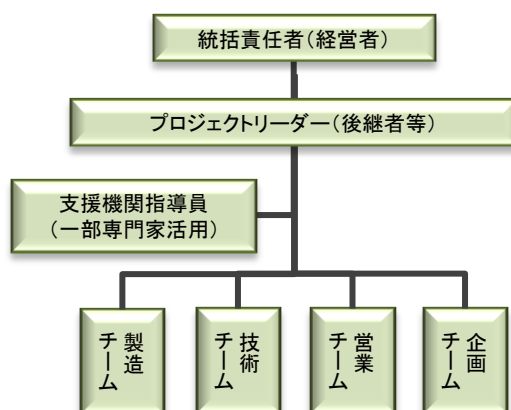 統括責任者（経営者）
プロジェクトリーダー（後継者等）
支援機関指導員
（一部専門家活用）
製造
チーム
技術
チーム
営業
チーム
企画
チーム